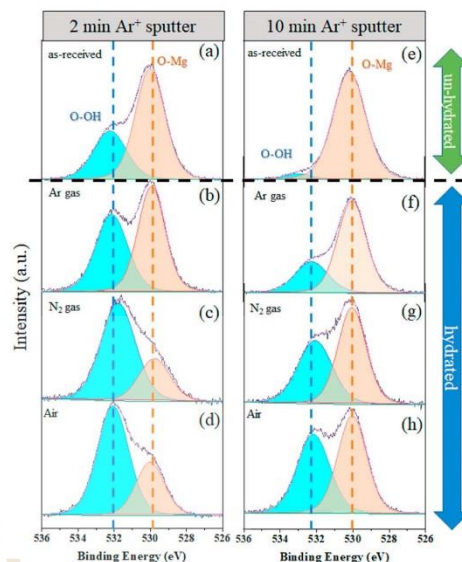 2 min Ar⁺ sputter
10 min Ar⁺ sputter
as-received
(a)
O-OH
O-Mg
as-received
(e)
O-Mg
O-OH
un-hydrated
Ar gas
(b)
Ar gas
(f)
N₂ gas
(c)
N₂ gas
(g)
Air
(d)
Air
(h)
hydrated
Intensity (a.u.)
536 534 532 530 528 526
536 534 532 530 528 526
Binding Energy (eV)
Binding Energy (eV)